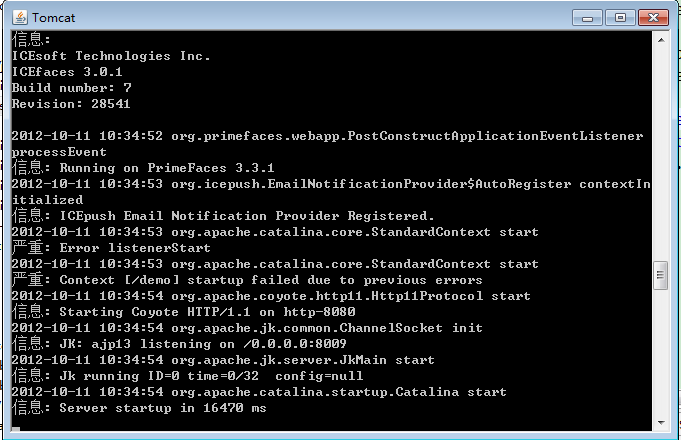 Tomcat
信息:
ICEsoft Technologies Inc.
ICEfaces 3.0.1
Build number: 7
Revision: 28541
2012-10-11 10:34:52 org.primefaces.webapp.PostConstructApplicationEventListener
processEvent
信息: Running on PrimeFaces 3.3.1
2012-10-11 10:34:53 org.icepush.EmailNotificationProvider$AutoRegister contextIn
itialized
信息: ICEpush Email Notification Provider Registered.
2012-10-11 10:34:53 org.apache.catalina.core.StandardContext start
严重: Error listenerStart
2012-10-11 10:34:53 org.apache.catalina.core.StandardContext start
严重: Context [/demo] startup failed due to previous errors
2012-10-11 10:34:54 org.apache.coyote.http11.Http11Protocol start
信息: Starting Coyote HTTP/1.1 on http-8080
2012-10-11 10:34:54 org.apache.jk.common.ChannelSocket init
信息: JK: ajp13 listening on /0.0.0.0:8009
2012-10-11 10:34:54 org.apache.jk.server.JkMain start
信息: Jk running ID=0 time=0/32  config=null
2012-10-11 10:34:54 org.apache.catalina.startup.Catalina start
信息: Server startup in 16470 ms